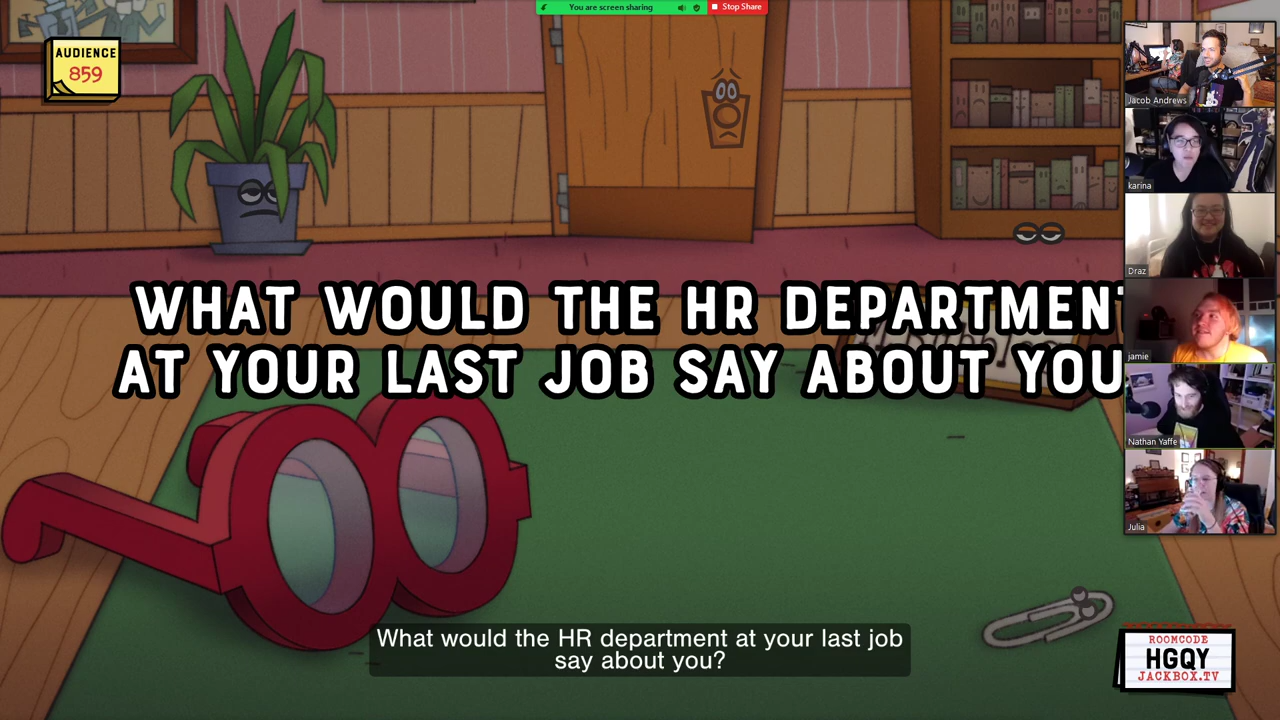 You are screen sharing
Stop Share
AUDIENCE
859
Jacob Andrews
karina
Draz
jamie
Nathan Yaffe
Julia
WHAT WOULD THE HR DEPARTMENT
AT YOUR LAST JOB SAY ABOUT YOU
What would the HR department at your last job
say about you?
ROOMCODE
HGQY
JACKBOX.TV